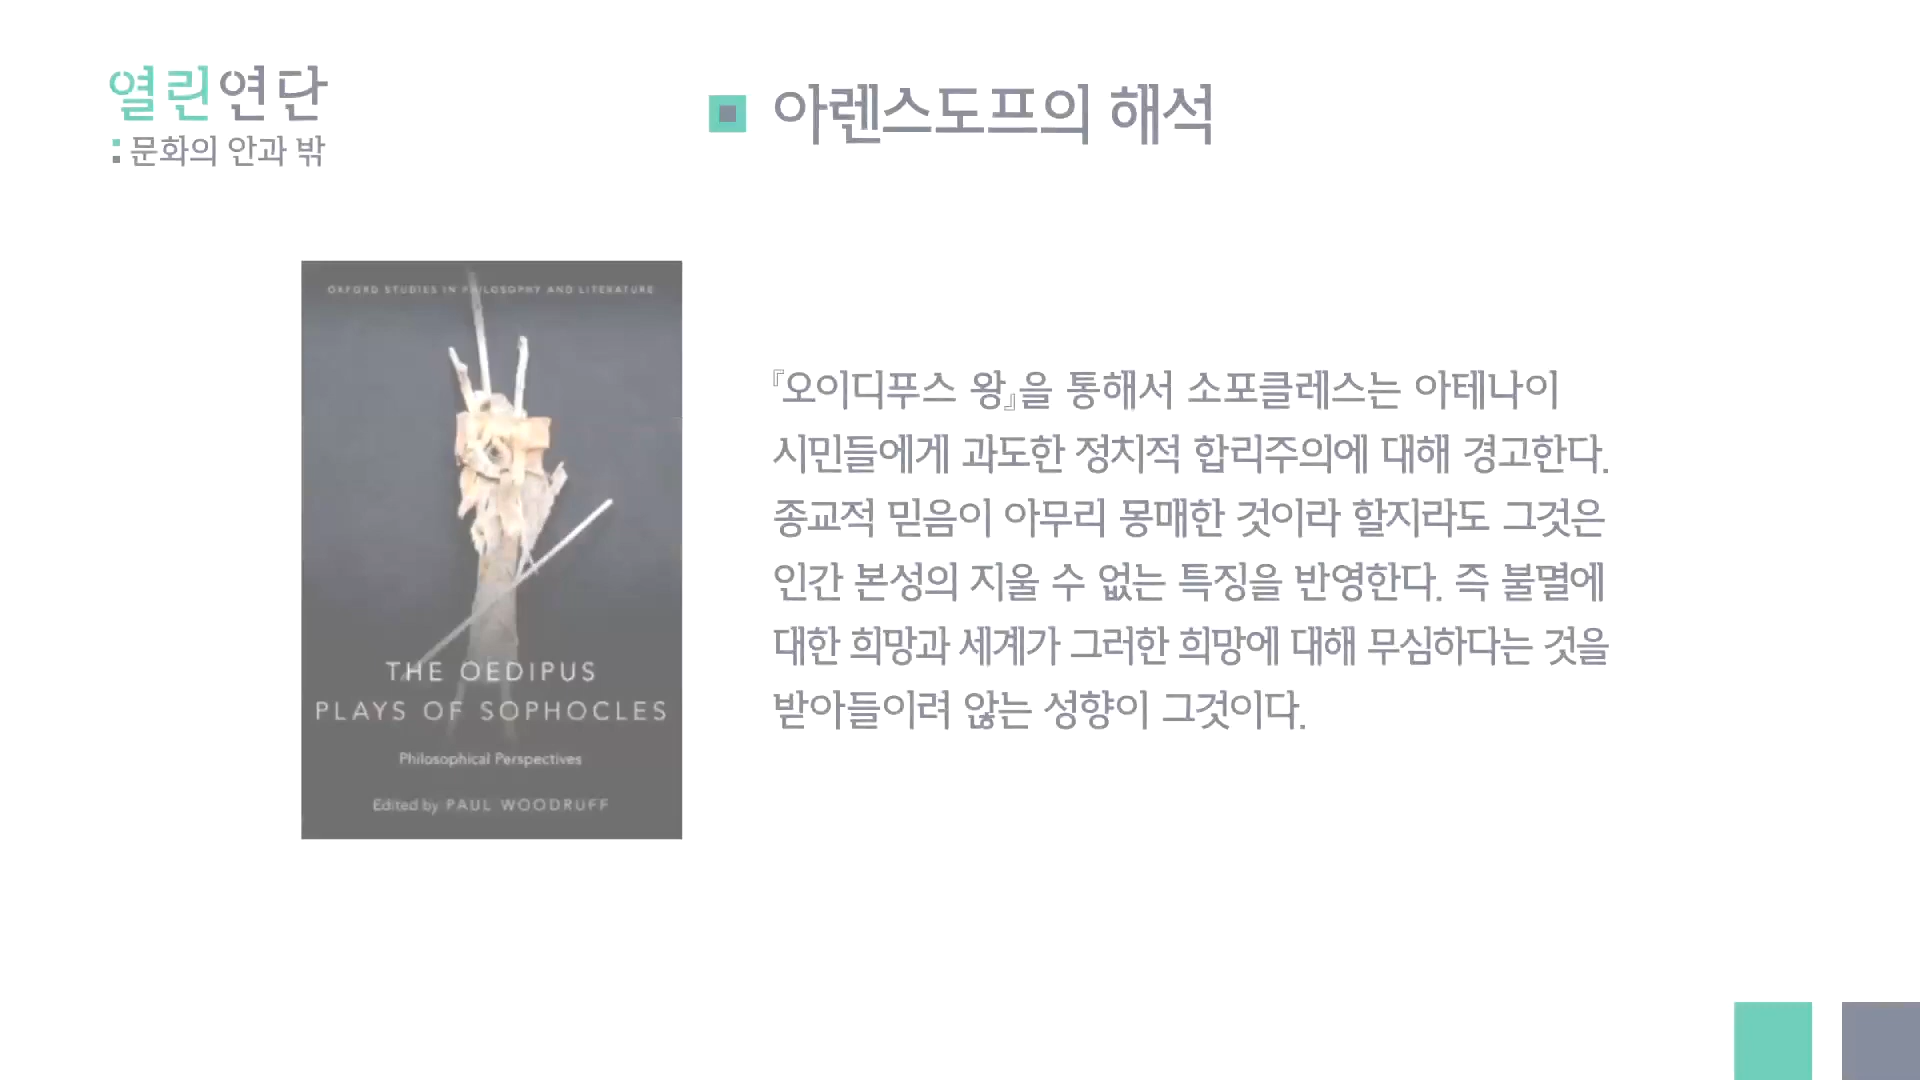 열린연단
:문화의 안과 밖
아렌스도프의 해석
OXFORD STUDIES IN PHILOSOPHY AND LITERATURE
THE OEDIPUS
PLAYS OF SOPHOCLES
Philosophical Perspectives
Edited by PAUL WOODRUFF
『오이디푸스 왕』을 통해서 소포클레스는 아테나이
시민들에게 과도한 정치적 합리주의에 대해 경고한다.
종교적 믿음이 아무리 몽매한 것이라 할지라도 그것은
인간 본성의 지울 수 없는 특징을 반영한다. 즉 불멸에
대한 희망과 세계가 그러한 희망에 대해 무심하다는 것을
받아들이려 않는 성향이 그것이다.